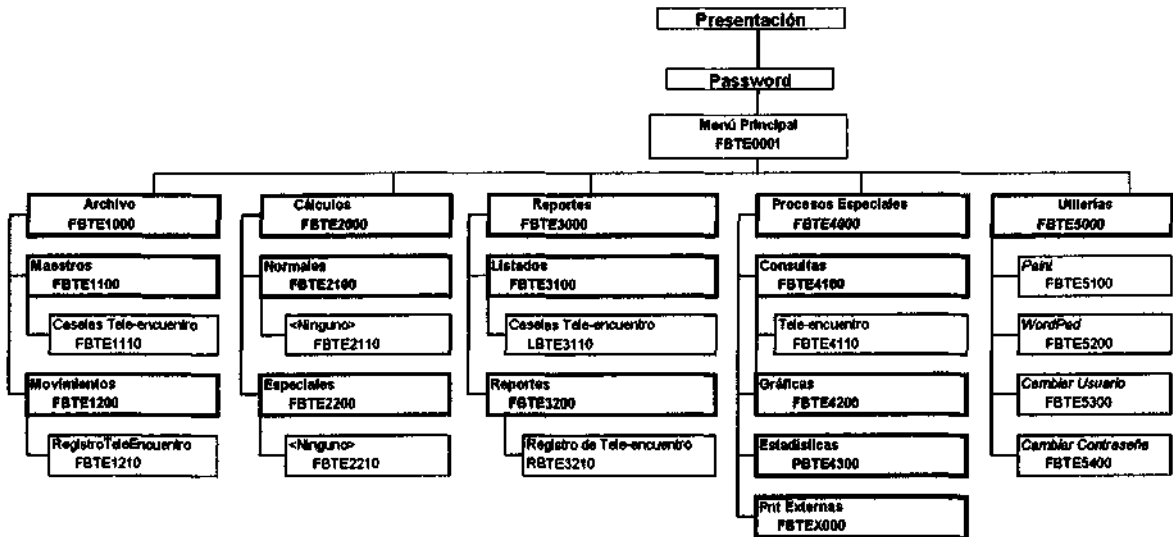 Presentación
Password
Menú Principal
FBTE0001
Archivo
FBTE1000
Maestros
FBTE1100
Casetas Tele-encuentro
FBTE1110
Movimientos
FBTE1200
RegistroTeleEncuentro
FBTE1210
Cálculos
FBTE2000
Normales
FBTE2100
<Ninguno>
FBTE2110
Especiales
FBTE2200
<Ninguno>
FBTE2210
Reportes
FBTE3000
Listados
FBTE3100
Casetas Tele-encuentro
LBTE3110
Reportes
FBTE3200
Registro de Tele-encuentro
RBTE3210
Procesos Especiales
FBTE4000
Consultas
FBTE4100
Tele-encuentro
FBTE4110
Gráficas
FBTE4200
Estadísticas
PBTE4300
Pnt Externas
FBTEX000
Utilerías
FBTE5000
Paint
FBTE5100
WordPad
FBTE5200
Cambiar Usuario
FBTE5300
Cambiar Contraseña
FBTE5400